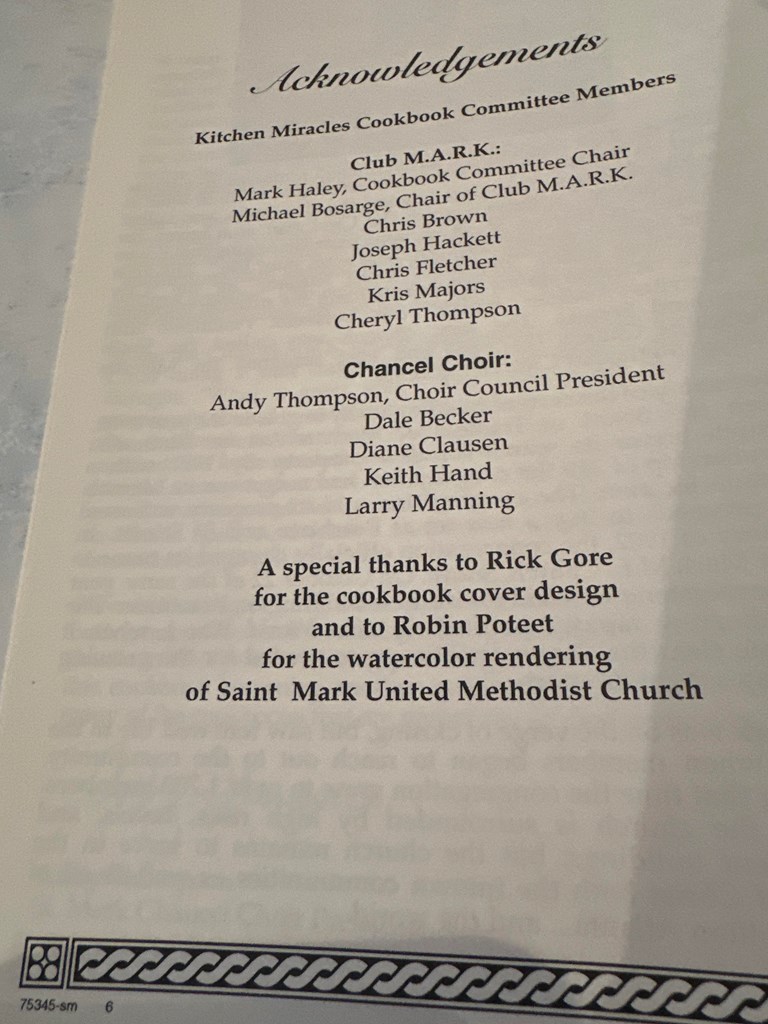 Acknowledgements
Kitchen Miracles Cookbook Committee Members
Club M.A.R.K.:
Mark Haley, Cookbook Committee Chair
Michael Bosarge, Chair of Club M.A.R.K.
Chris Brown
Joseph Hackett
Chris Fletcher
Kris Majors
Cheryl Thompson
Chancel Choir:
Andy Thompson, Choir Council President
Dale Becker
Diane Clausen
Keith Hand
Larry Manning
A special thanks to Rick Gore
for the cookbook cover design
and to Robin Poteet
for the watercolor rendering
of Saint Mark United Methodist Church
75345-sm 6